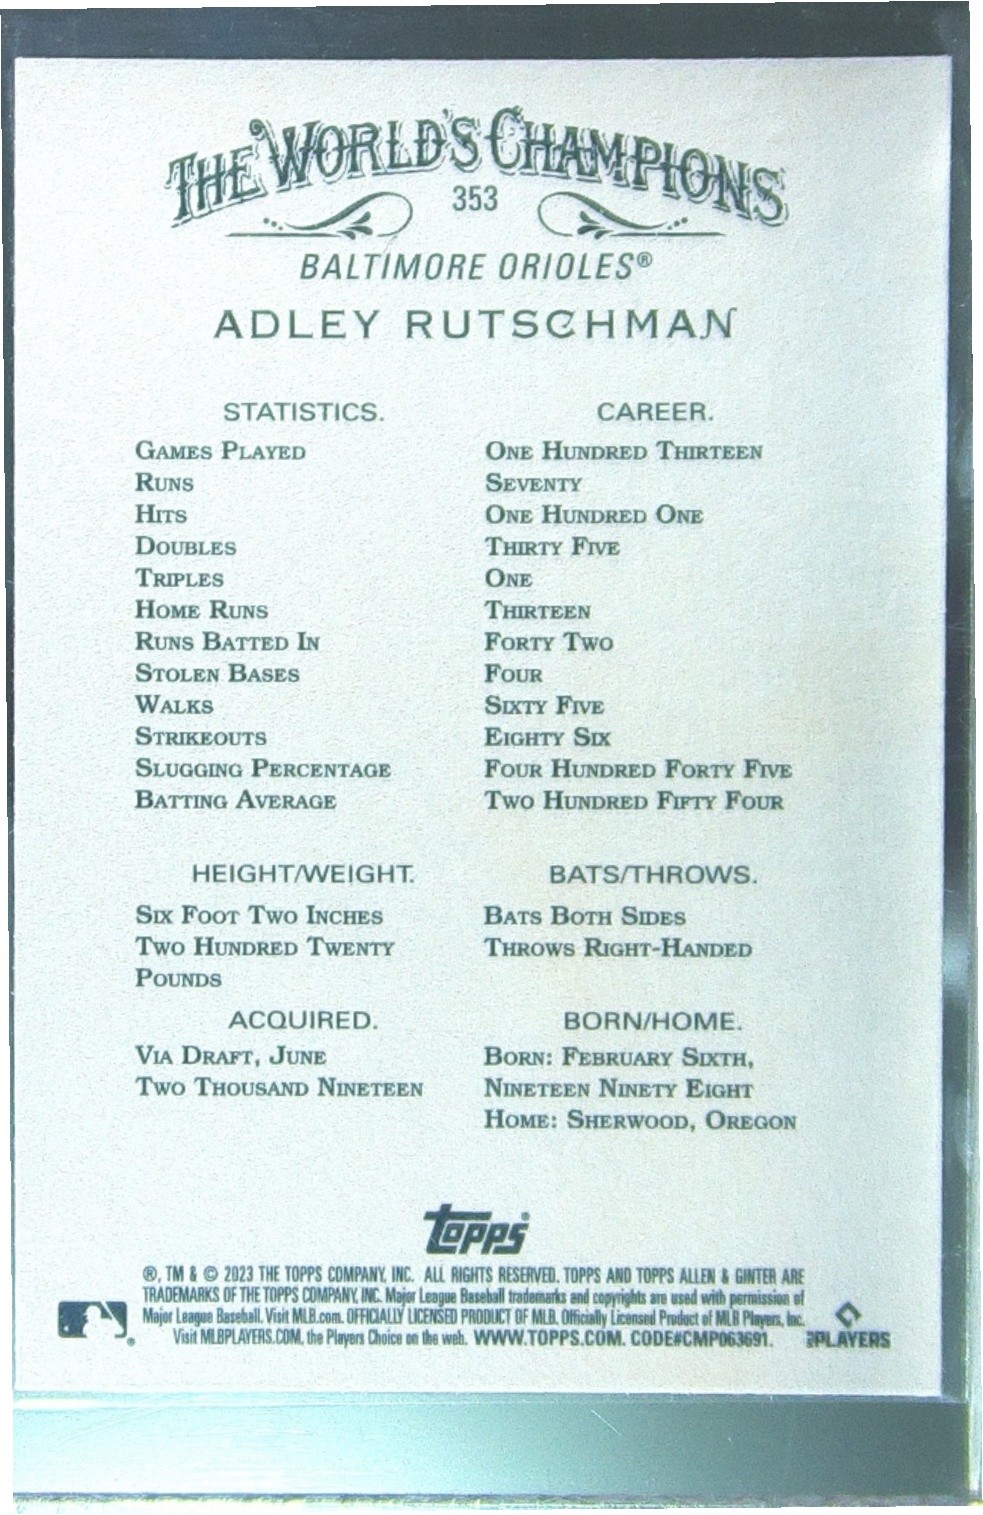 THE WORLD'S CHAMPIONS
353
BALTIMORE ORIOLES®
ADLEY RUTSCHMAN
STATISTICS. CAREER.
GAMES PLAYED ONE HUNDRED THIRTEEN
RUNS SEVENTY
HITS ONE HUNDRED ONE
DOUBLES THIRTY FIVE
TRIPLES ONE
HOME RUNS THIRTEEN
RUNS BATTED IN FORTY TWO
STOLEN BASES FOUR
WALKS SIXTY FIVE
STRIKEOUTS EIGHTY SIX
SLUGGING PERCENTAGE FOUR HUNDRED FORTY FIVE
BATTING AVERAGE TWO HUNDRED FIFTY FOUR
HEIGHT/WEIGHT. BATS/THROWS.
SIX FOOT TWO INCHES BATS BOTH SIDES
TWO HUNDRED TWENTY THROWS RIGHT-HANDED
POUNDS
ACQUIRED. BORN/HOME.
VIA DRAFT, JUNE BORN: FEBRUARY SIXTH,
TWO THOUSAND NINETEEN NINETEEN NINETY EIGHT
HOME: SHERWOOD, OREGON
topps®
®, TM & © 2023 THE TOPPS COMPANY, INC. ALL RIGHTS RESERVED. TOPPS AND TOPPS ALLEN & GINTER ARE
TRADEMARKS OF THE TOPPS COMPANY, INC. Major League Baseball trademarks and copyrights are used with permission of
Major League Baseball. Visit MLB.com. OFFICIALLY LICENSED PRODUCT OF MLB. Officially Licensed Product of MLB Players, Inc.
Visit MLBPLAYERS.COM, the Players Choice on the web. WWW.TOPPS.COM. CODE#CMP063691.
PLAYERS